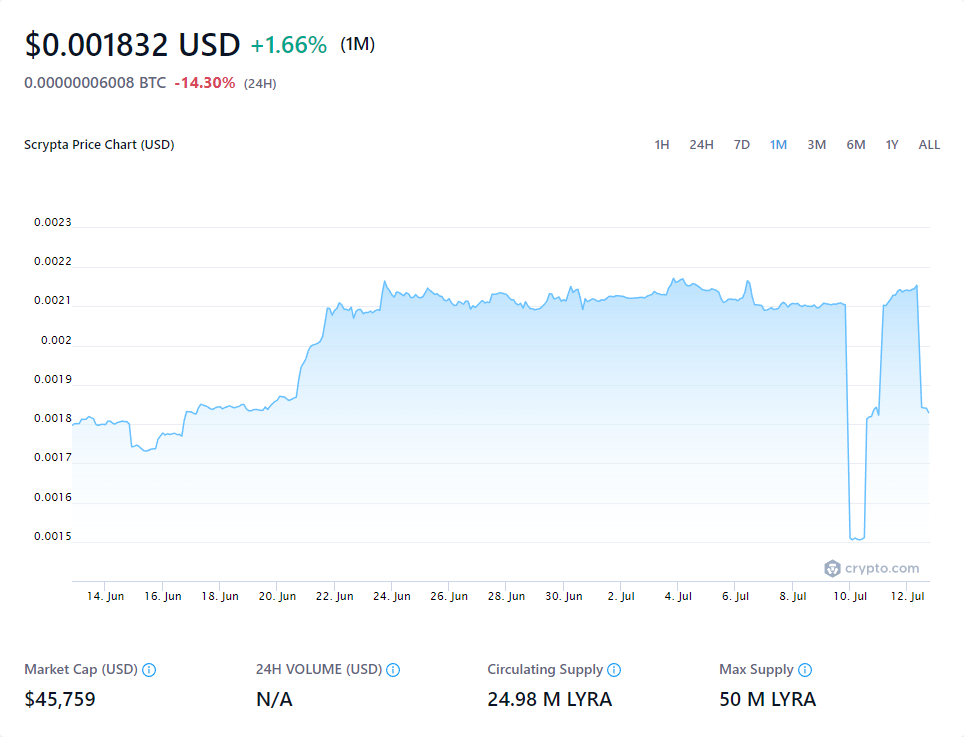 $0.001832 USD +1.66% (1M)
0.00000006008 BTC -14.30% (24H)
Scrypta Price Chart (USD) 1H 24H 7D 1M 3M 6M 1Y ALL
0.0023
0.0022
0.0021
0.002
0.0019
0.0018
0.0017
0.0016
0.0015
crypto.com
14. Jun 16. Jun 18. Jun 20. Jun 22. Jun 24. Jun 26. Jun 28. Jun 30. Jun 2. Jul 4. Jul 6. Jul 8. Jul 10. Jul 12. Jul
Market Cap (USD) 24H VOLUME (USD) Circulating Supply Max Supply
$45,759 N/A 24.98 M LYRA 50 M LYRA